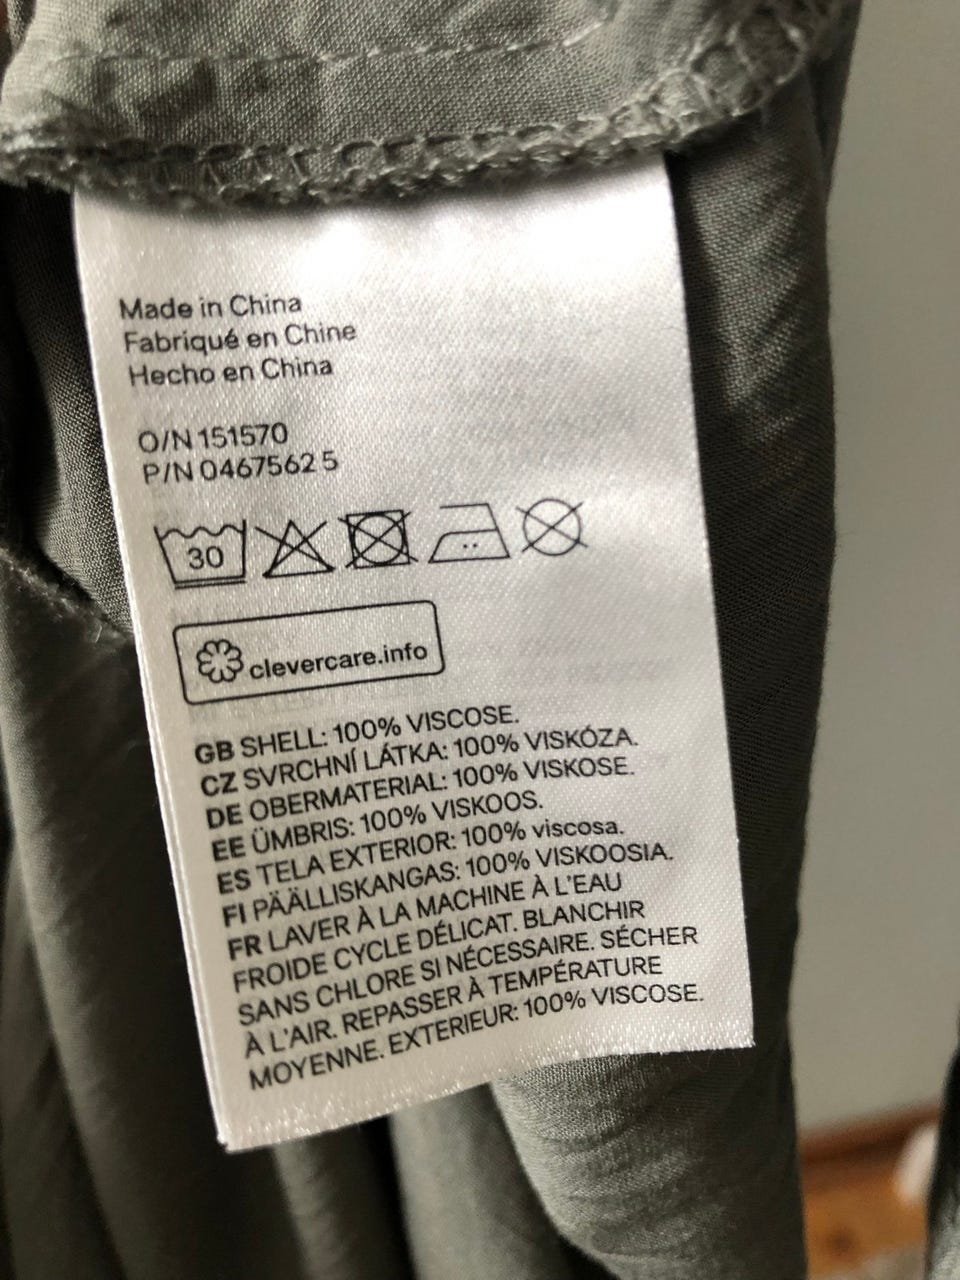 Made in China
Fabriqué en Chine
Hecho en China
O/N 151570
P/N 0467562 5
30
clevercare.info
GB SHELL: 100% VISCOSE.
CZ SVRCHNÍ LÁTKA: 100% VISKÓZA.
DE OBERMATERIAL: 100% VISKOSE.
EE ÜMBRIS: 100% VISKOOS.
ES TELA EXTERIOR: 100% viscosa.
FI PÄÄLLISKANGAS: 100% VISKOOSIA.
FR LAVER À LA MACHINE À L'EAU
FROIDE CYCLE DÉLICAT. BLANCHIR
SANS CHLORE SI NÉCESSAIRE. SÉCHER
À L'AIR. REPASSER À TEMPÉRATURE
MOYENNE. EXTERIEUR: 100% VISCOSE.